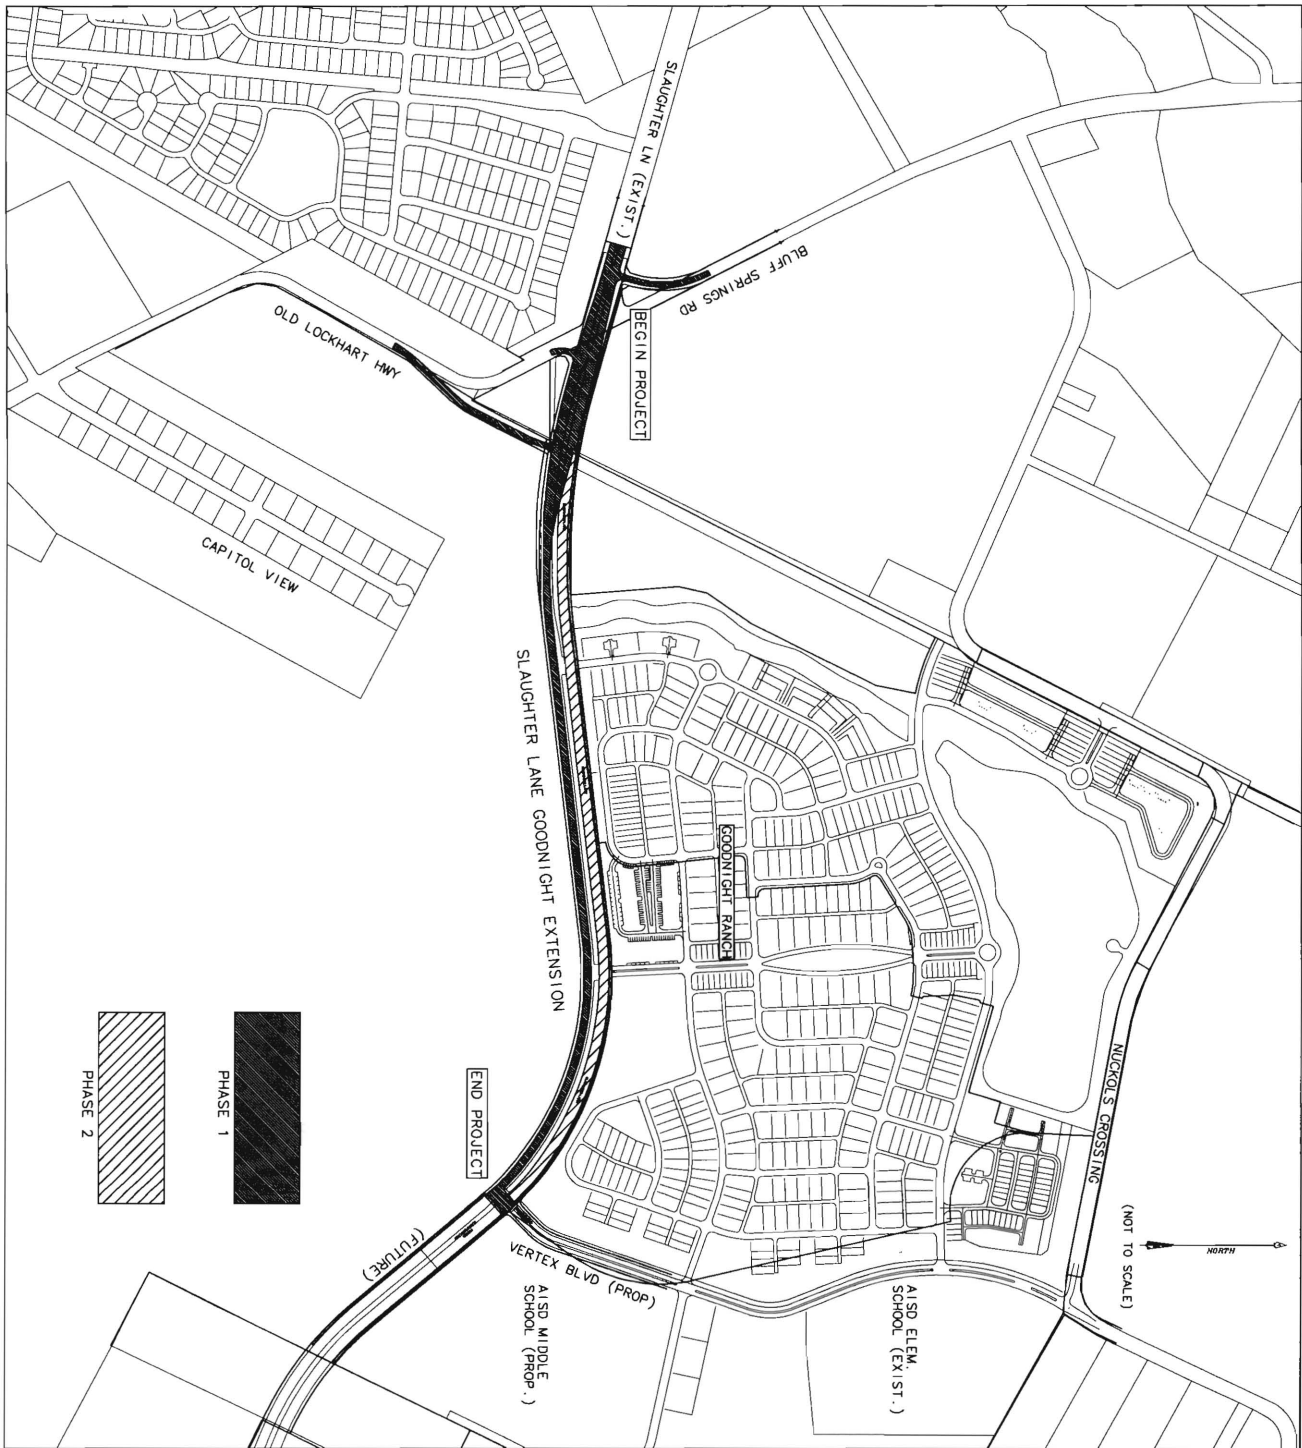 SLAUGHTER LN (EXIST.)
BLUFF SPRINGS RD
BEGIN PROJECT
OLD LOCKHART HWY
CAPITOL VIEW
SLAUGHTER LANE GOODNIGHT EXTENSION
GOODNIGHT RANCH
NUCKOLS CROSSING
(NOT TO SCALE)
NORTH
END PROJECT
VERTEX BLVD (PROP)
(FUTURE)
AISD ELEM.
SCHOOL (EXIST.)
AISD MIDDLE
SCHOOL (PROP.)
PHASE 1
PHASE 2